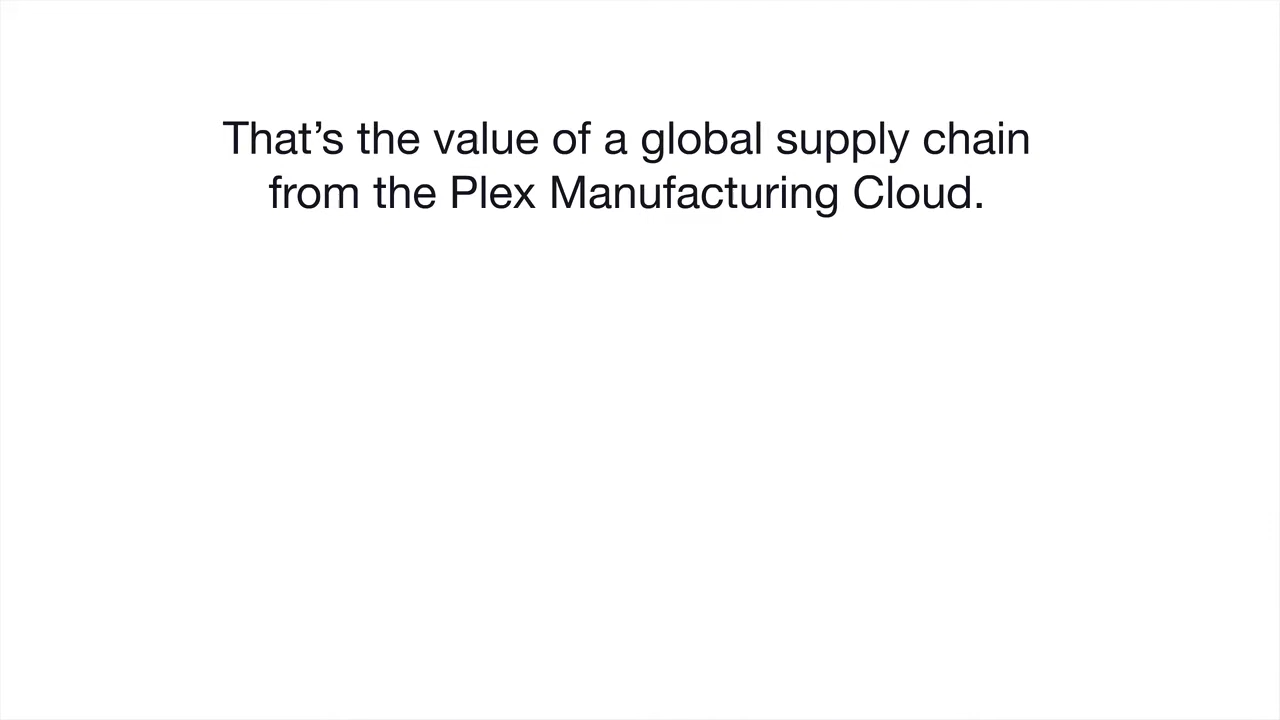 That’s the value of a global supply chain
from the Plex Manufacturing Cloud.